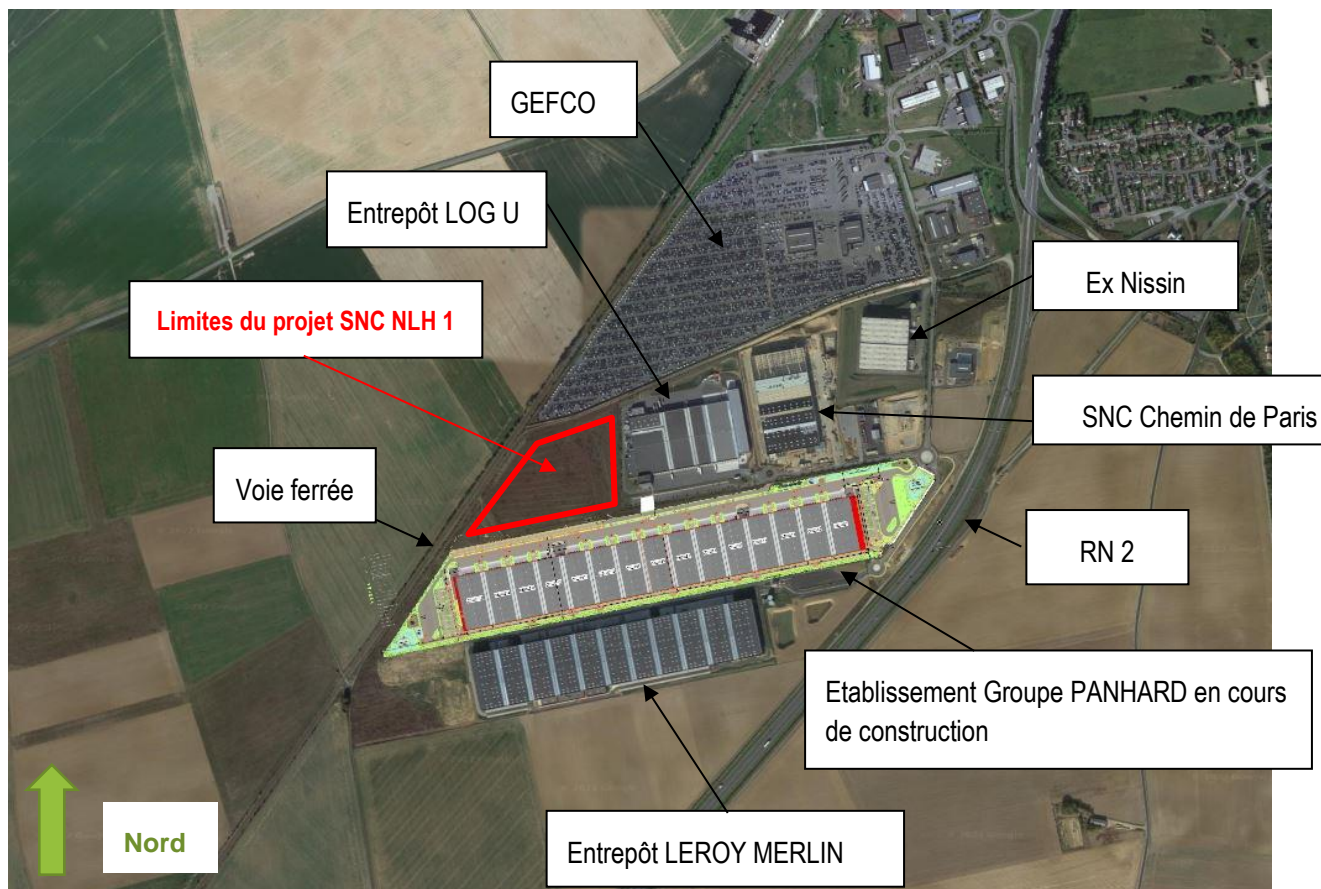 GEFCO
Entrepôt LOG U
Ex Nissin
Limites du projet SNC NLH 1
SNC Chemin de Paris
Voie ferrée
RN 2
Etablissement Groupe PANHARD en cours
de construction
Entrepôt LEROY MERLIN
Nord